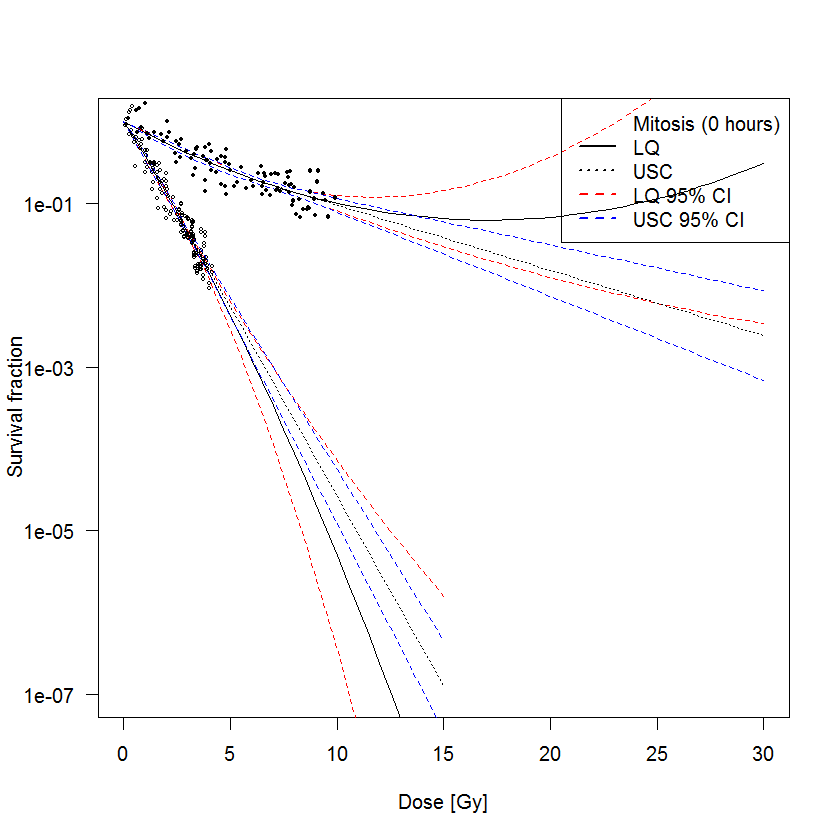 Mitosis (0 hours)
LQ
USC
LQ 95% CI
USC 95% CI
1e-01
1e-03
1e-05
1e-07
Survival fraction
0 5 10 15 20 25 30
Dose [Gy]